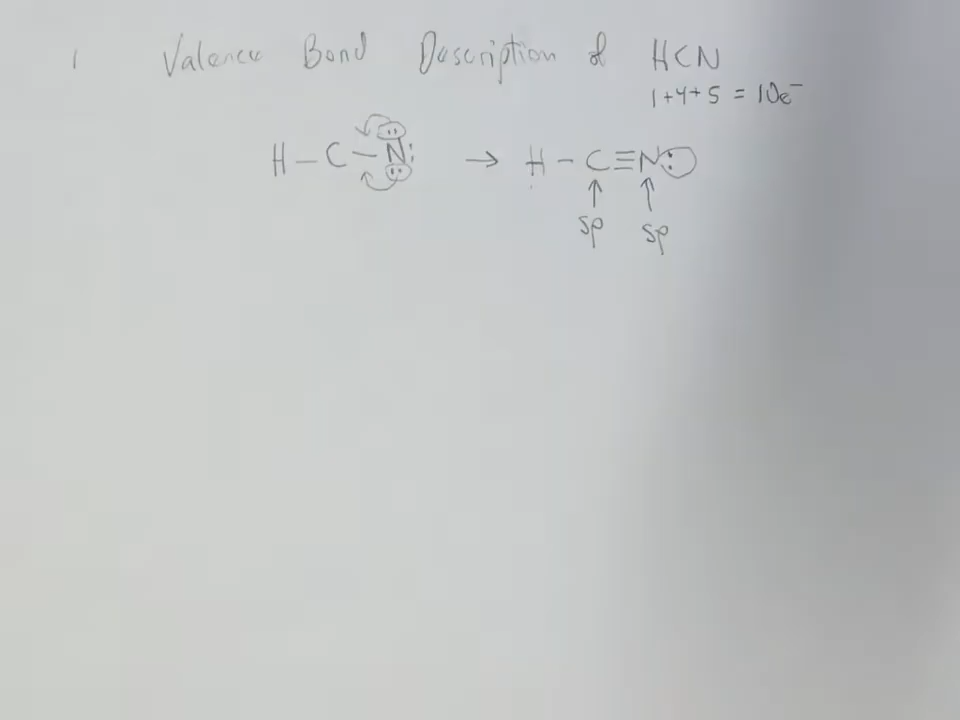 1 Valence Bond Description of HCN
1+4+5 = 10e⁻
H – C – N: → H – C ≡ N:
sp sp